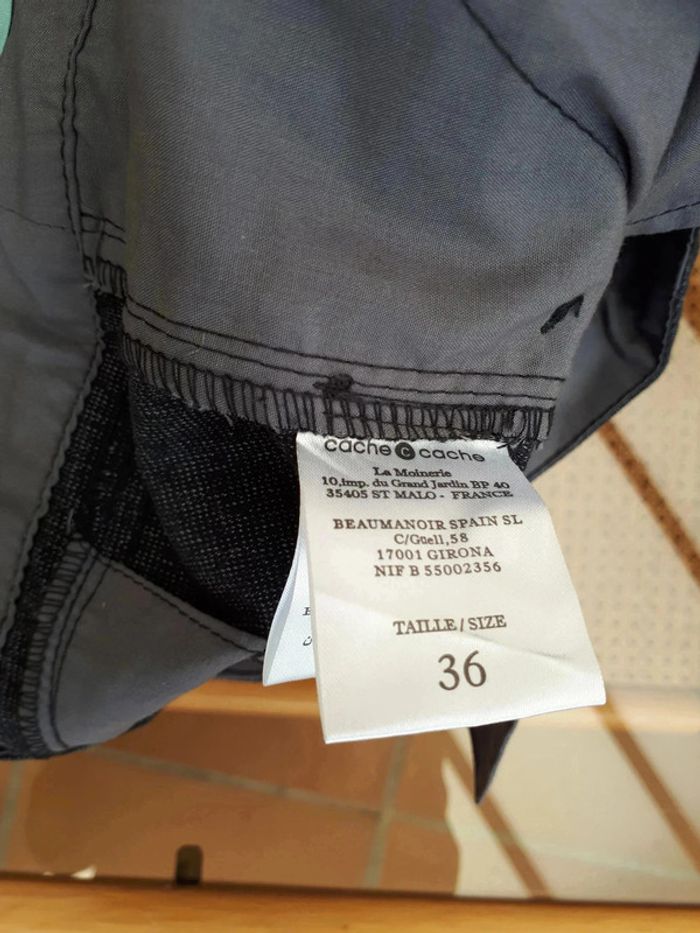 cache c cache
La Moinerie
10,imp. du Grand Jardin BP 40
35405 ST MALO - FRANCE
BEAUMANOIR SPAIN SL
C/Güell,58
17001 GIRONA
NIF B 55002356
TAILLE / SIZE
36